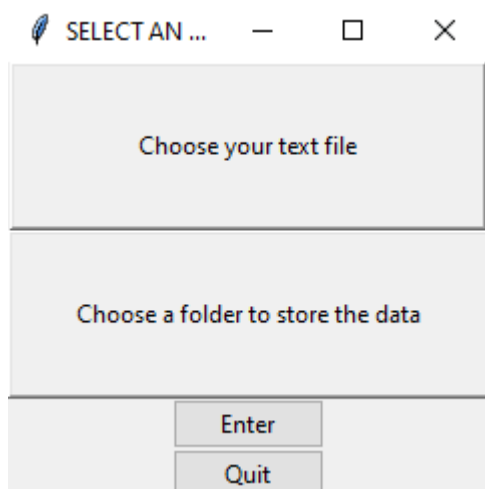 SELECT AN ...
Choose your text file
Choose a folder to store the data
Enter
Quit